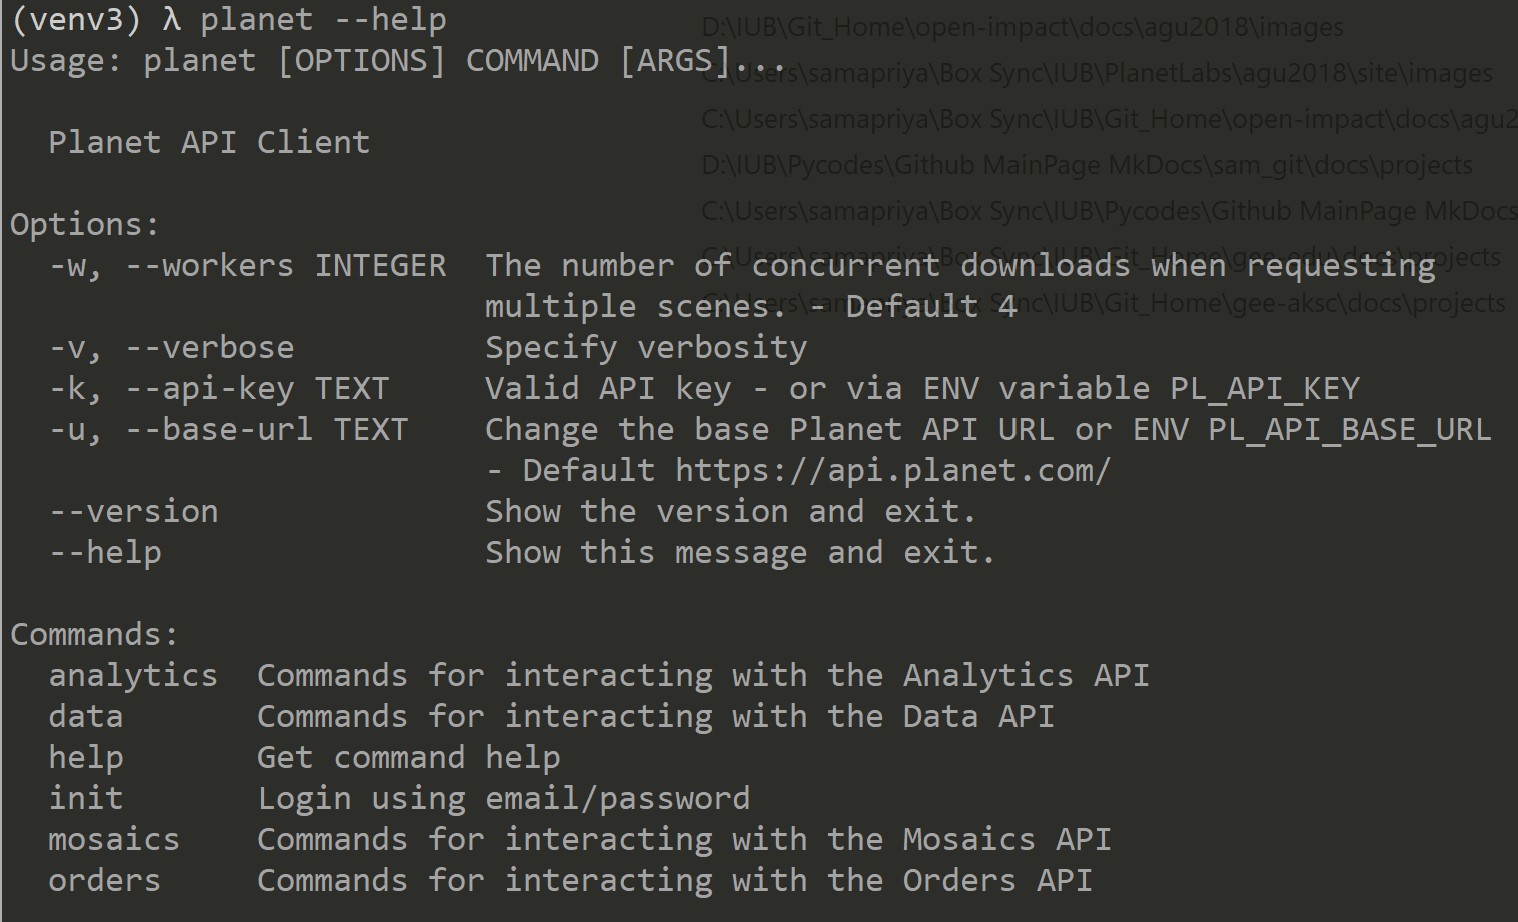 (venv3) λ planet --help
Usage: planet [OPTIONS] COMMAND [ARGS]...
Planet API Client
Options:
-w, --workers INTEGER The number of concurrent downloads when requesting
multiple scenes. - Default 4
-v, --verbose Specify verbosity
-k, --api-key TEXT Valid API key - or via ENV variable PL_API_KEY
-u, --base-url TEXT Change the base Planet API URL or ENV PL_API_BASE_URL
- Default https://api.planet.com/
--version Show the version and exit.
--help Show this message and exit.
Commands:
analytics Commands for interacting with the Analytics API
data Commands for interacting with the Data API
help Get command help
init Login using email/password
mosaics Commands for interacting with the Mosaics API
orders Commands for interacting with the Orders API
D:\IUB\Git_Home\open-impact\docs\agu2018\images
C:\Users\samapriya\Box Sync\IUB\PlanetLabs\agu2018\site\images
C:\Users\samapriya\Box Sync\IUB\Git_Home\open-impact\docs\agu2
D:\IUB\Pycodes\Github MainPage MkDocs\sam_git\docs\projects
C:\Users\samapriya\Box Sync\IUB\Pycodes\Github MainPage MkDocs
C:\Users\samapriya\Box Sync\IUB\Git_Home\gee-edu\docs\projects
C:\Users\samapriya\Box Sync\IUB\Git_Home\gee-aksc\docs\projects